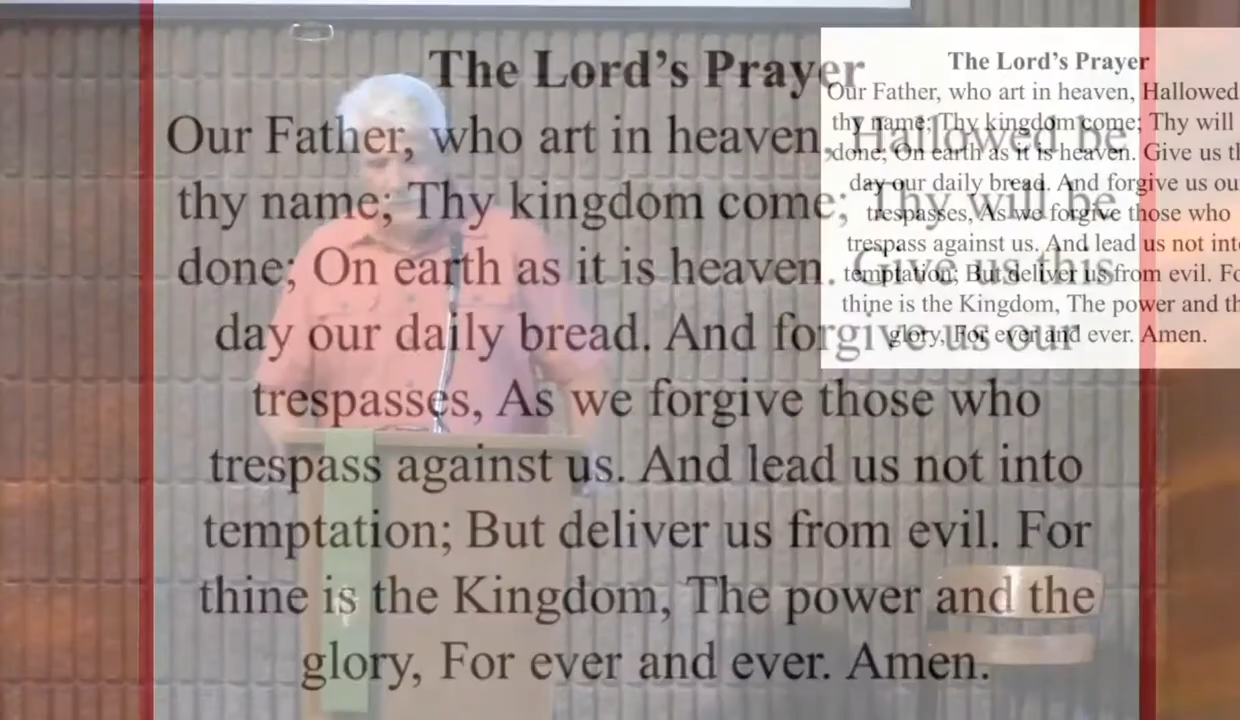 The Lord's Prayer
Our Father, who art in heaven, Hallowed be
thy name; Thy kingdom come; Thy will be
done; On earth as it is heaven. Give us this
day our daily bread. And forgive us our
trespasses, As we forgive those who
trespass against us. And lead us not into
temptation; But deliver us from evil. For
thine is the Kingdom, The power and the
glory, For ever and ever. Amen.
The Lord's Prayer
Our Father, who art in heaven, Hallowed
thy name; Thy kingdom come; Thy will
done; On earth as it is heaven. Give us
day our daily bread. And forgive us
trespasses, As we forgive those who
trespass against us. And lead us not
temptation; But deliver us from evil.
thine is the Kingdom, The power and
glory, For ever and ever. Amen.